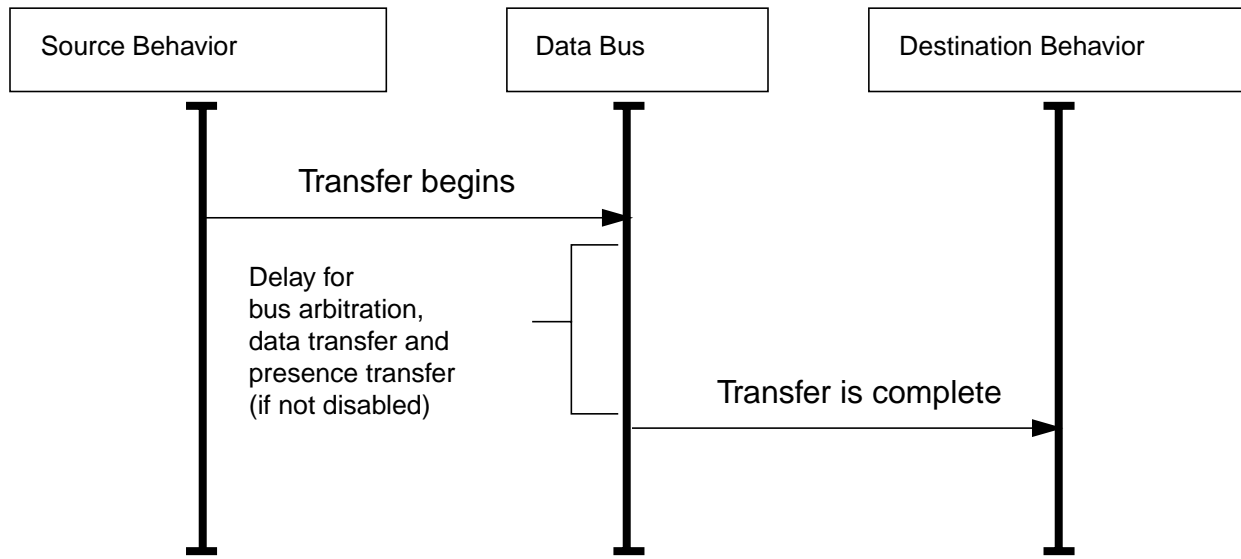 Source Behavior
Data Bus
Destination Behavior
Transfer begins
Delay for
bus arbitration,
data transfer and
presence transfer
(if not disabled)
Transfer is complete